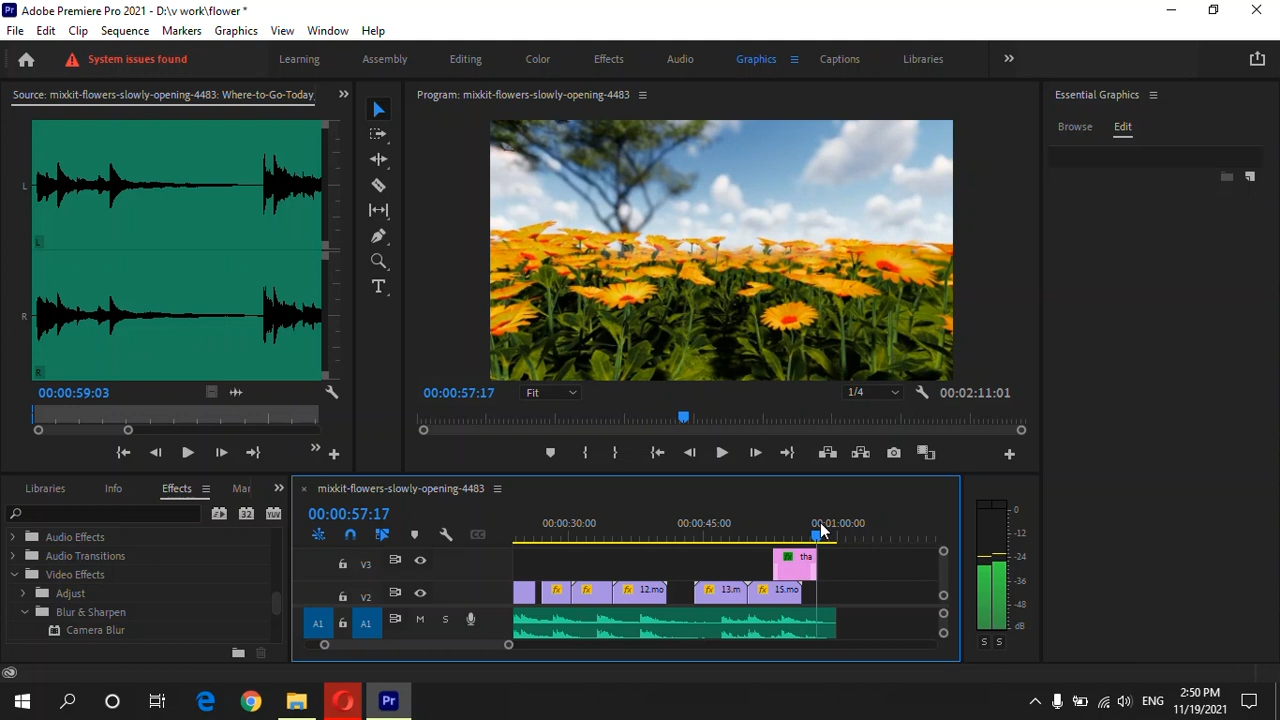 Adobe Premiere Pro 2021 - D:\v work\flower *
File Edit Clip Sequence Markers Graphics View Window Help
System issues found Learning Assembly Editing Color Effects Audio Graphics Captions Libraries
Source: mixkit-flowers-slowly-opening-4483: Where-to-Go-Today,
Program: mixkit-flowers-slowly-opening-4483
Essential Graphics
Browse Edit
L
L
R
R
00:00:59:03
00:00:57:17 Fit 1/4 00:02:11:01
Libraries Info Effects Mar
mixkit-flowers-slowly-opening-4483
00:00:57:17
00:00:30:00 00:00:45:00 00:01:00:00
Audio Effects
Audio Transitions
Video Effects
Adjust
Blur & Sharpen
Camera Blur
V3 fx tha
V2 fx fx fx 12.mo fx 13.m fx 15.mo
A1 A1 M S
0
-12
-24
-36
-48
dB
S S
ENG
2:50 PM
11/19/2021